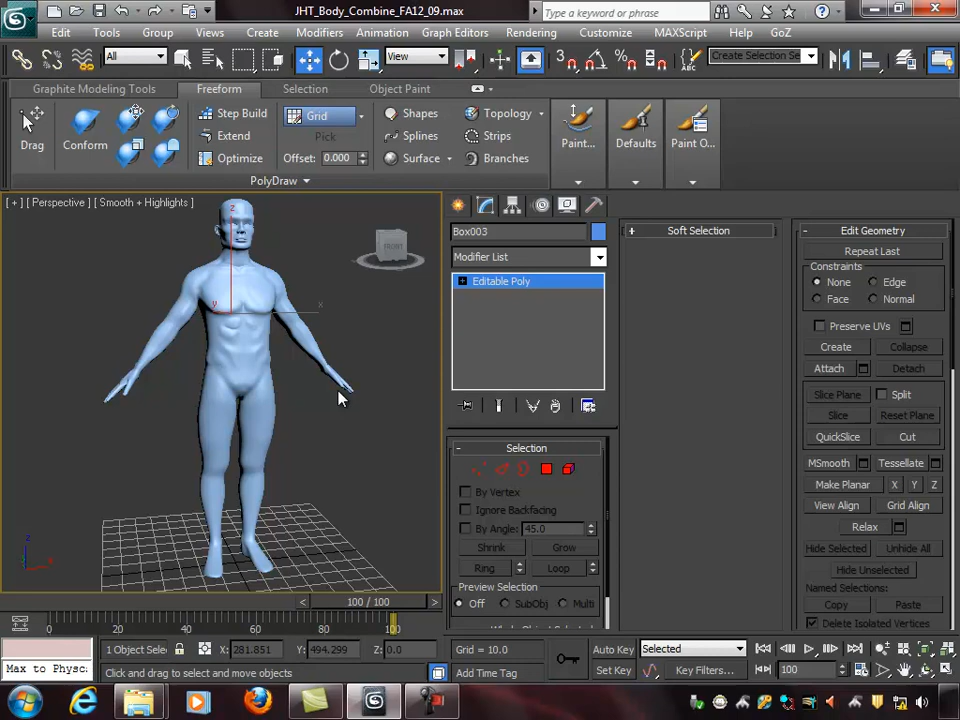 JHT_Body_Combine_FA12_09.max
Type a keyword or phrase
Edit Tools Group Views Create Modifiers Animation Graph Editors Rendering Customize MAXScript Help GoZ
All View 3 Create Selection Se
Graphite Modeling Tools Freeform Selection Object Paint
Drag Conform Step Build Extend Optimize
Grid Pick Offset: 0.000
Shapes Splines Surface
Topology Strips Branches
Paint... Defaults Paint O...
PolyDraw
[ + ] [ Perspective ] [ Smooth + Highlights ]
z
y
x
FRONT
z
x
Box003
Modifier List
+ Editable Poly
- Selection
By Vertex
Ignore Backfacing
By Angle: 45.0
Shrink Grow
Ring Loop
Preview Selection
Off SubObj Multi
+ Soft Selection
- Edit Geometry
Repeat Last
Constraints
None Edge
Face Normal
Preserve UVs
Create Collapse
Attach Detach
Slice Plane Split
Slice Reset Plane
QuickSlice Cut
MSmooth Tessellate
Make Planar X Y Z
View Align Grid Align
Relax
Hide Selected Unhide All
Hide Unselected
Named Selections:
Copy Paste
Delete Isolated Vertices
< 100 / 100 >
0 20 40 60 80 100
Max to Physc
1 Object Sele X: 281.851 Y: 494.299 Z: 0.0 Grid = 10.0
Click and drag to select and move objects
Add Time Tag
Auto Key Selected
Set Key Key Filters...
100